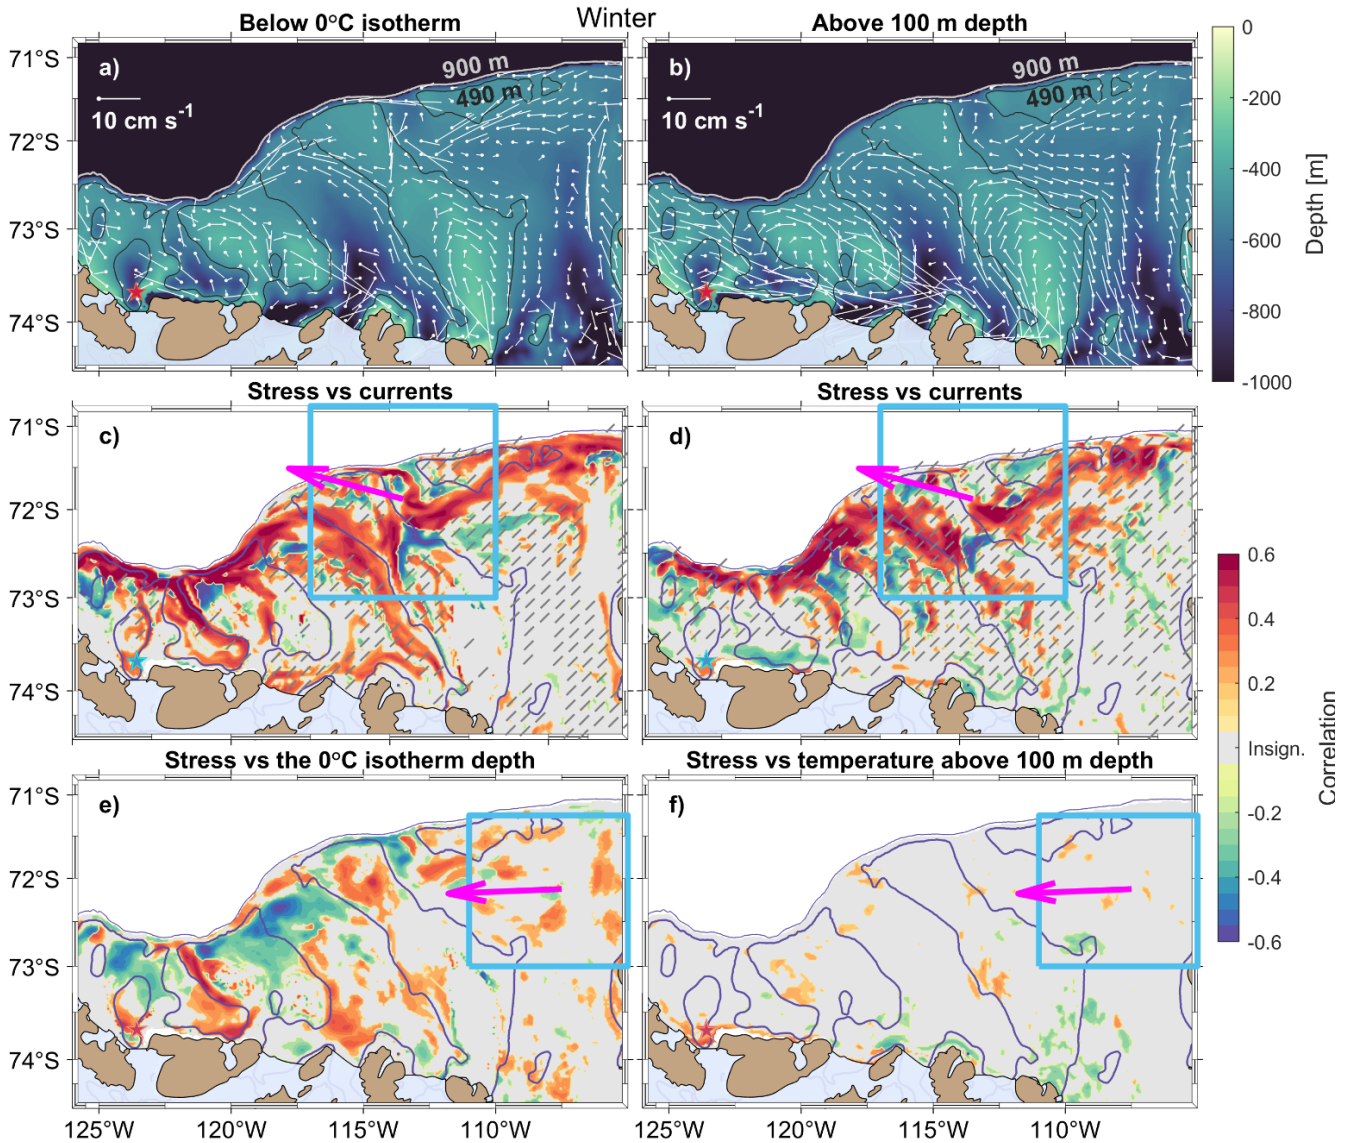 Winter
Below 0°C isotherm
Above 100 m depth
a)
900 m
490 m
10 cm s-1
71°S
72°S
73°S
74°S
b)
900 m
490 m
10 cm s-1
0
-200
-400
-600
-800
-1000
Depth [m]
Stress vs currents
Stress vs currents
c)
71°S
72°S
73°S
74°S
d)
0.6
0.4
0.2
Insign.
-0.2
-0.4
-0.6
Correlation
Stress vs the 0°C isotherm depth
Stress vs temperature above 100 m depth
e)
71°S
72°S
73°S
74°S
f)
125°W 120°W 115°W 110°W
125°W 120°W 115°W 110°W